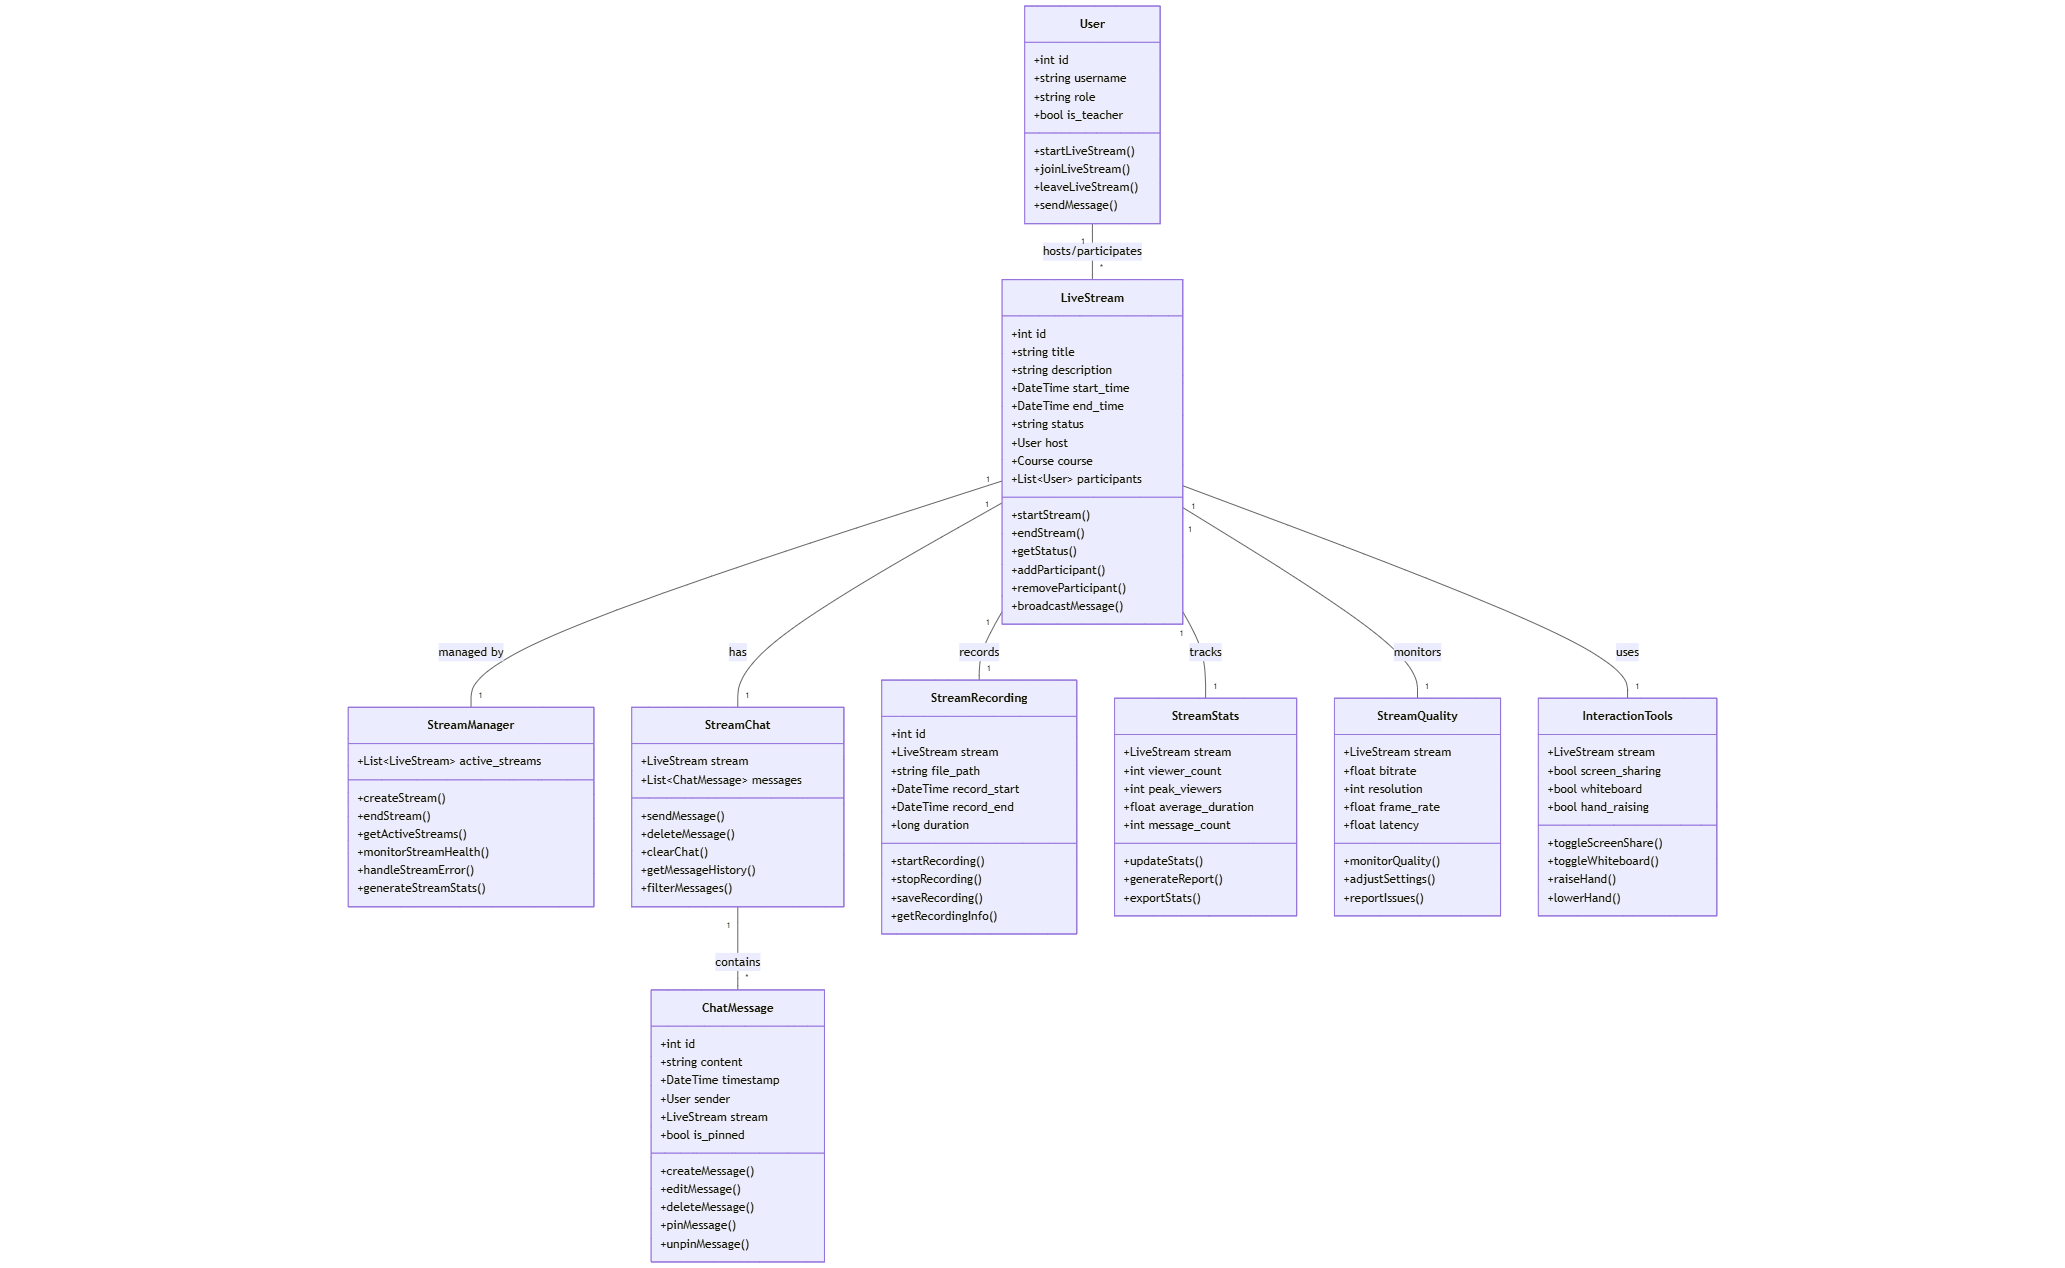 User
+int id
+string username
+string role
+bool is_teacher
+startLiveStream()
+joinLiveStream()
+leaveLiveStream()
+sendMessage()
1
hosts/participates
*
LiveStream
+int id
+string title
+string description
+DateTime start_time
+DateTime end_time
+string status
+User host
+Course course
+List<User> participants
+startStream()
+endStream()
+getStatus()
+addParticipant()
+removeParticipant()
+broadcastMessage()
1
managed by
1
1
has
1
1
records
1
1
tracks
1
1
monitors
1
1
uses
1
StreamManager
+List<LiveStream> active_streams
+createStream()
+endStream()
+getActiveStreams()
+monitorStreamHealth()
+handleStreamError()
+generateStreamStats()
StreamChat
+LiveStream stream
+List<ChatMessage> messages
+sendMessage()
+deleteMessage()
+clearChat()
+getMessageHistory()
+filterMessages()
StreamRecording
+int id
+LiveStream stream
+string file_path
+DateTime record_start
+DateTime record_end
+long duration
+startRecording()
+stopRecording()
+saveRecording()
+getRecordingInfo()
StreamStats
+LiveStream stream
+int viewer_count
+int peak_viewers
+float average_duration
+int message_count
+updateStats()
+generateReport()
+exportStats()
StreamQuality
+LiveStream stream
+float bitrate
+int resolution
+float frame_rate
+float latency
+monitorQuality()
+adjustSettings()
+reportIssues()
InteractionTools
+LiveStream stream
+bool screen_sharing
+bool whiteboard
+bool hand_raising
+toggleScreenShare()
+toggleWhiteboard()
+raiseHand()
+lowerHand()
1
contains
*
ChatMessage
+int id
+string content
+DateTime timestamp
+User sender
+LiveStream stream
+bool is_pinned
+createMessage()
+editMessage()
+deleteMessage()
+pinMessage()
+unpinMessage()